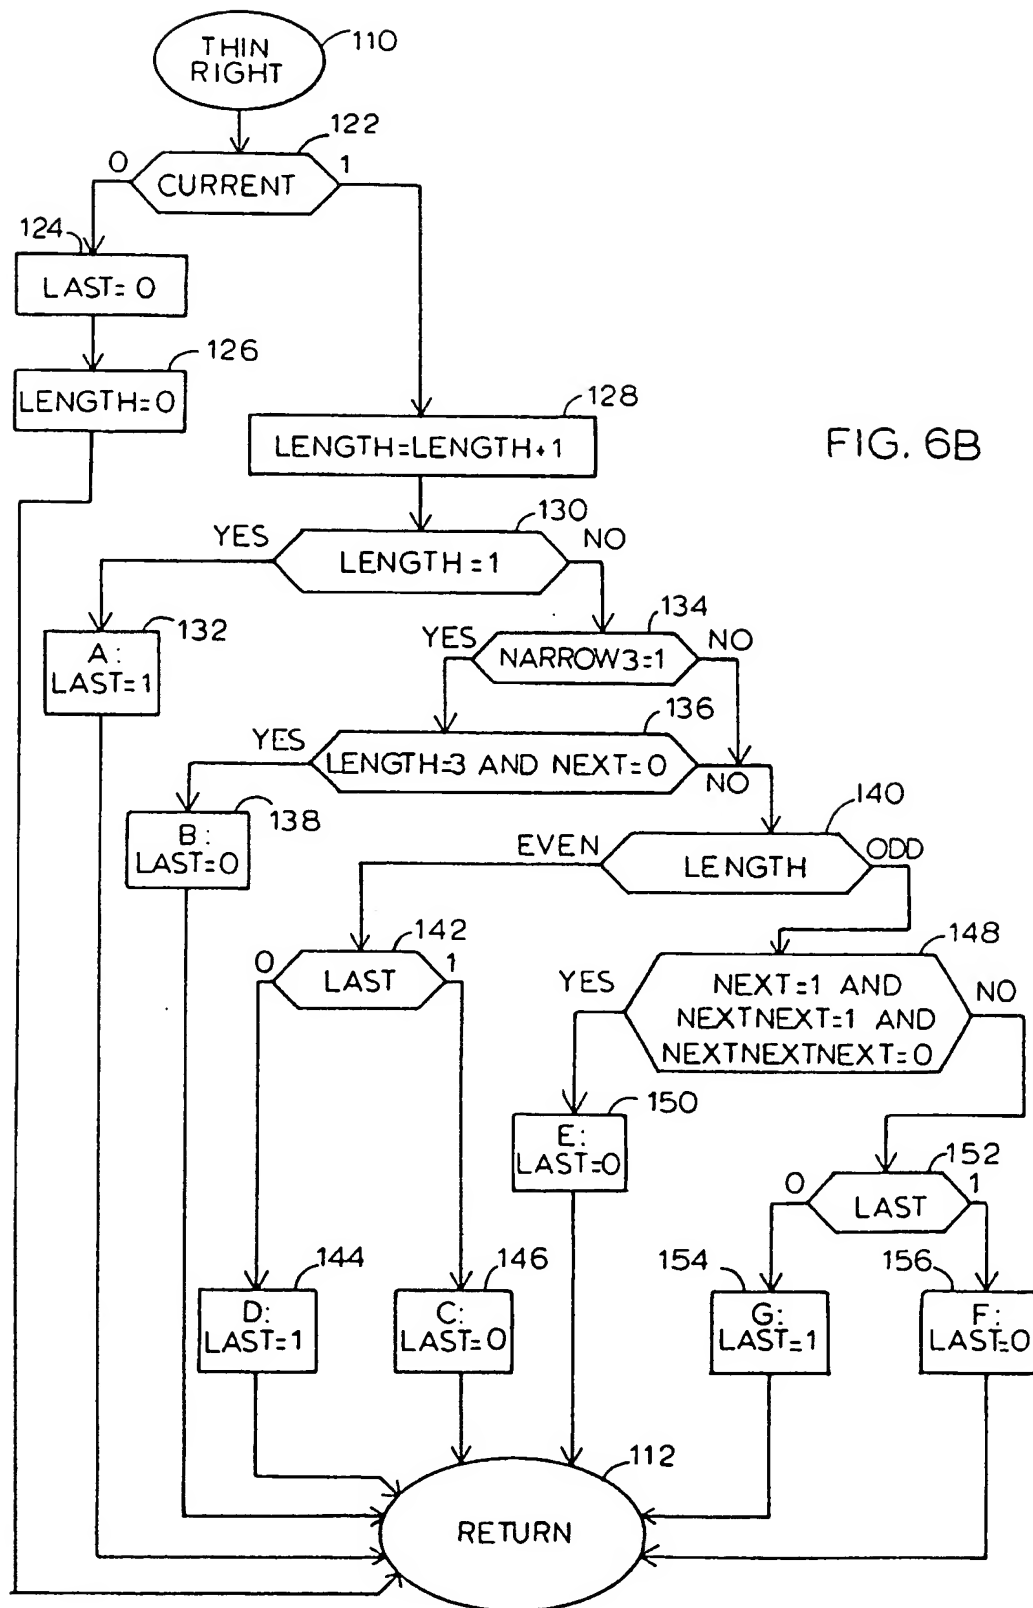 THIN
RIGHT
110
122
0
1
CURRENT
124
LAST=0
126
LENGTH=0
128
LENGTH=LENGTH+1
FIG. 6B
130
YES
NO
LENGTH=1
132
A:
LAST=1
134
YES
NO
NARROW3=1
136
YES
LENGTH=3 AND NEXT=0
NO
138
B:
LAST=0
140
EVEN
LENGTH
ODD
142
0
1
LAST
148
YES
NEXT=1 AND
NEXTNEXT=1 AND
NEXTNEXTNEXT=0
NO
150
E:
LAST=0
152
0
1
LAST
144
D:
LAST=1
146
C:
LAST=0
154
G:
LAST=1
156
F:
LAST=0
112
RETURN